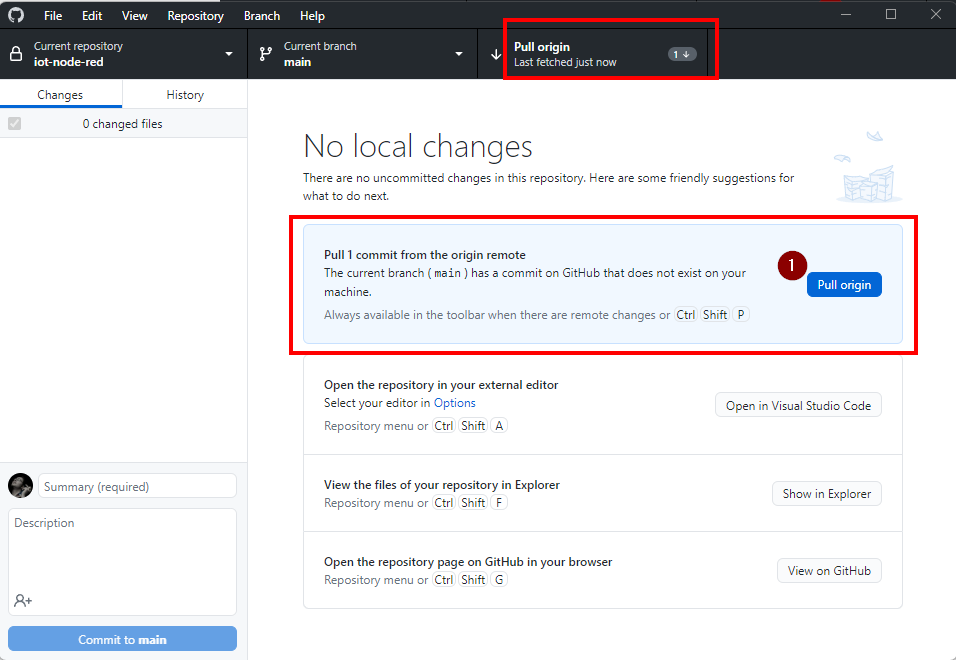 File Edit View Repository Branch Help
Current repository
iot-node-red
Current branch
main
Pull origin
Last fetched just now
1
Changes History
0 changed files
No local changes
There are no uncommitted changes in this repository. Here are some friendly suggestions for
what to do next.
Pull 1 commit from the origin remote
The current branch ( main ) has a commit on GitHub that does not exist on your
machine.
Always available in the toolbar when there are remote changes or Ctrl Shift P
1
Pull origin
Open the repository in your external editor
Select your editor in Options
Repository menu or Ctrl Shift A
Open in Visual Studio Code
View the files of your repository in Explorer
Repository menu or Ctrl Shift F
Show in Explorer
Open the repository page on GitHub in your browser
Repository menu or Ctrl Shift G
View on GitHub
Summary (required)
Description
Commit to main